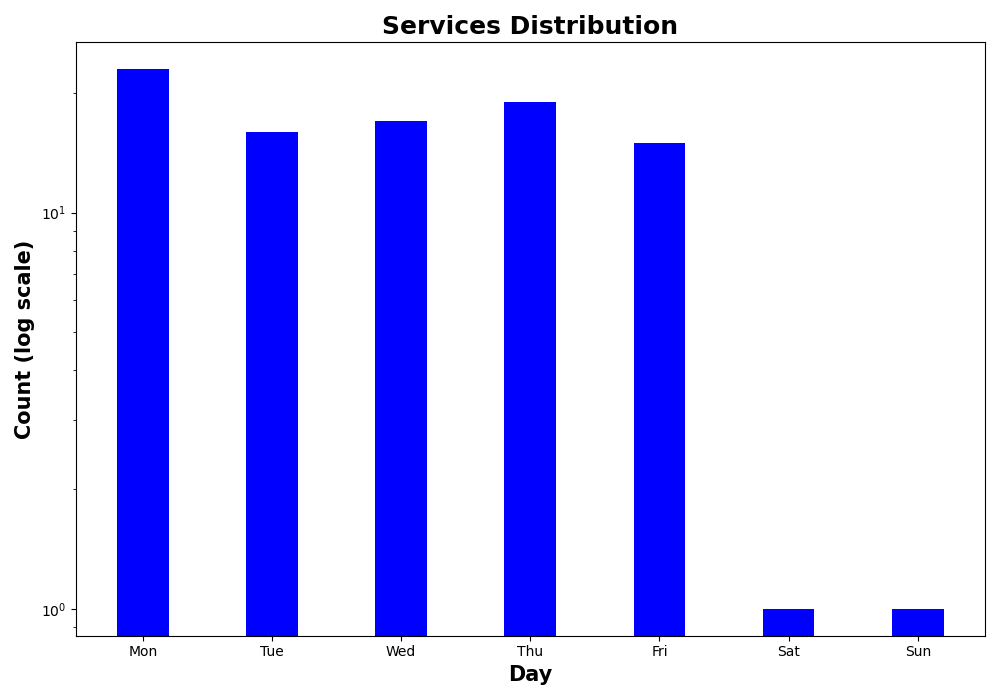 Services Distribution
Count (log scale)
10¹
10⁰
Mon Tue Wed Thu Fri Sat Sun
Day